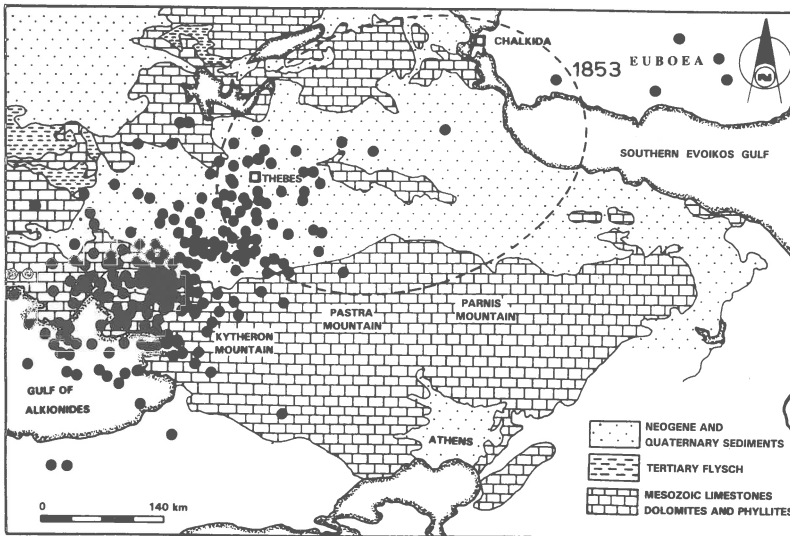 CHALKIDA
EUBOEA
1853
SOUTHERN EVOIKOS GULF
THEBES
PASTRA
MOUNTAIN
PARNIS
MOUNTAIN
KYTHERON
MOUNTAIN
GULF OF
ALKIONIDES
ATHENS
NEOGENE AND
QUATERNARY SEDIMENTS
TERTIARY FLYSCH
MESOZOIC LIMESTONES
DOLOMITES AND PHYLLITES
0 140 km